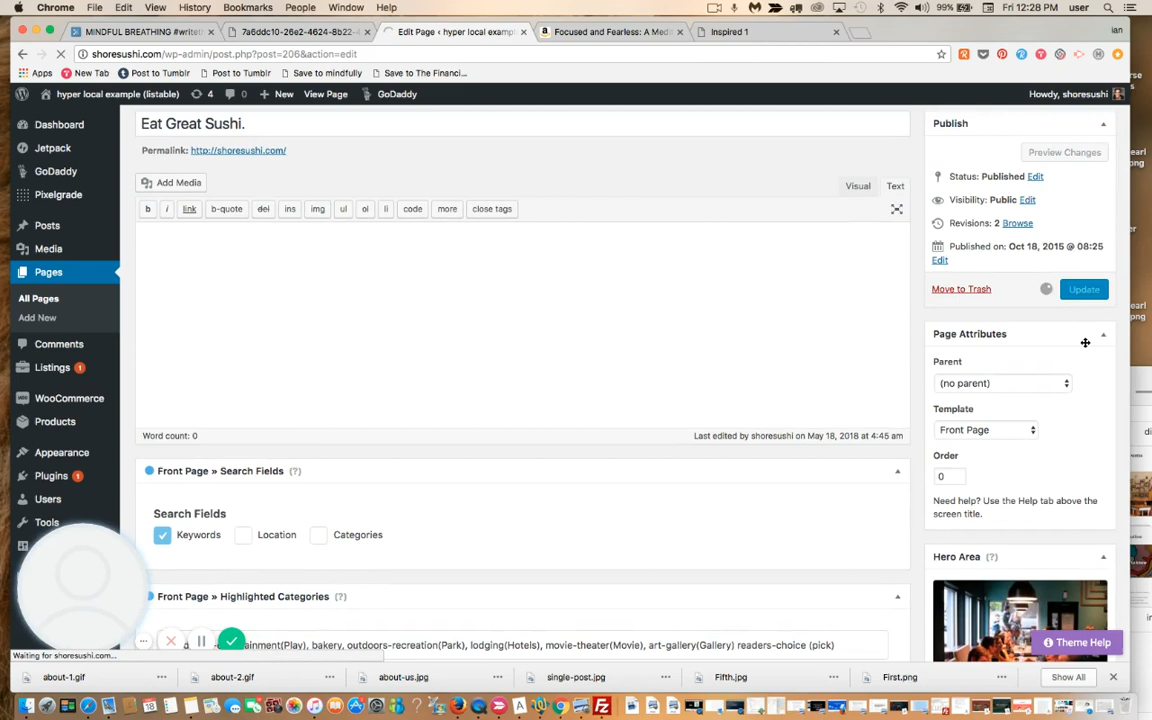 Chrome File Edit View History Bookmarks People Window Help 99% Fri 12:28 PM user
MINDFUL BREATHING #writet
7a6ddc10-26e2-4624-8b22-
Edit Page ‹ hyper local examp
Focused and Fearless: A Medi
Inspired 1
Ian
shoresushi.com/wp-admin/post.php?post=206&action=edit
Apps New Tab Post to Tumblr Post to Tumblr Save to mindfully Save to The Financi...
hyper local example (listable) 4 0 New View Page GoDaddy Howdy, shoresushi
Dashboard
Jetpack
GoDaddy
Pixelgrade
Posts
Media
Pages
All Pages
Add New
Comments
Listings 1
WooCommerce
Products
Appearance
Plugins 1
Users
Tools
Eat Great Sushi.
Permalink: http://shoresushi.com/
Add Media
Visual Text
b i link b-quote del ins img ul ol li code more close tags
Word count: 0 Last edited by shoresushi on May 18, 2018 at 4:45 am
Front Page » Search Fields (?)
Search Fields
Keywords Location Categories
Front Page » Highlighted Categories (?)
tainment(Play), bakery, outdoors-recreation(Park), lodging(Hotels), movie-theater(Movie), art-gallery(Gallery) readers-choice (pick)
Publish
Preview Changes
Status: Published Edit
Visibility: Public Edit
Revisions: 2 Browse
Published on: Oct 18, 2015 @ 08:25
Edit
Move to Trash Update
Page Attributes
Parent
(no parent)
Template
Front Page
Order
0
Need help? Use the Help tab above the
screen title.
Hero Area (?)
Theme Help
Waiting for shoresushi.com...
about-1.gif about-2.gif about-us.jpg single-post.jpg Fifth.jpg First.png Show All